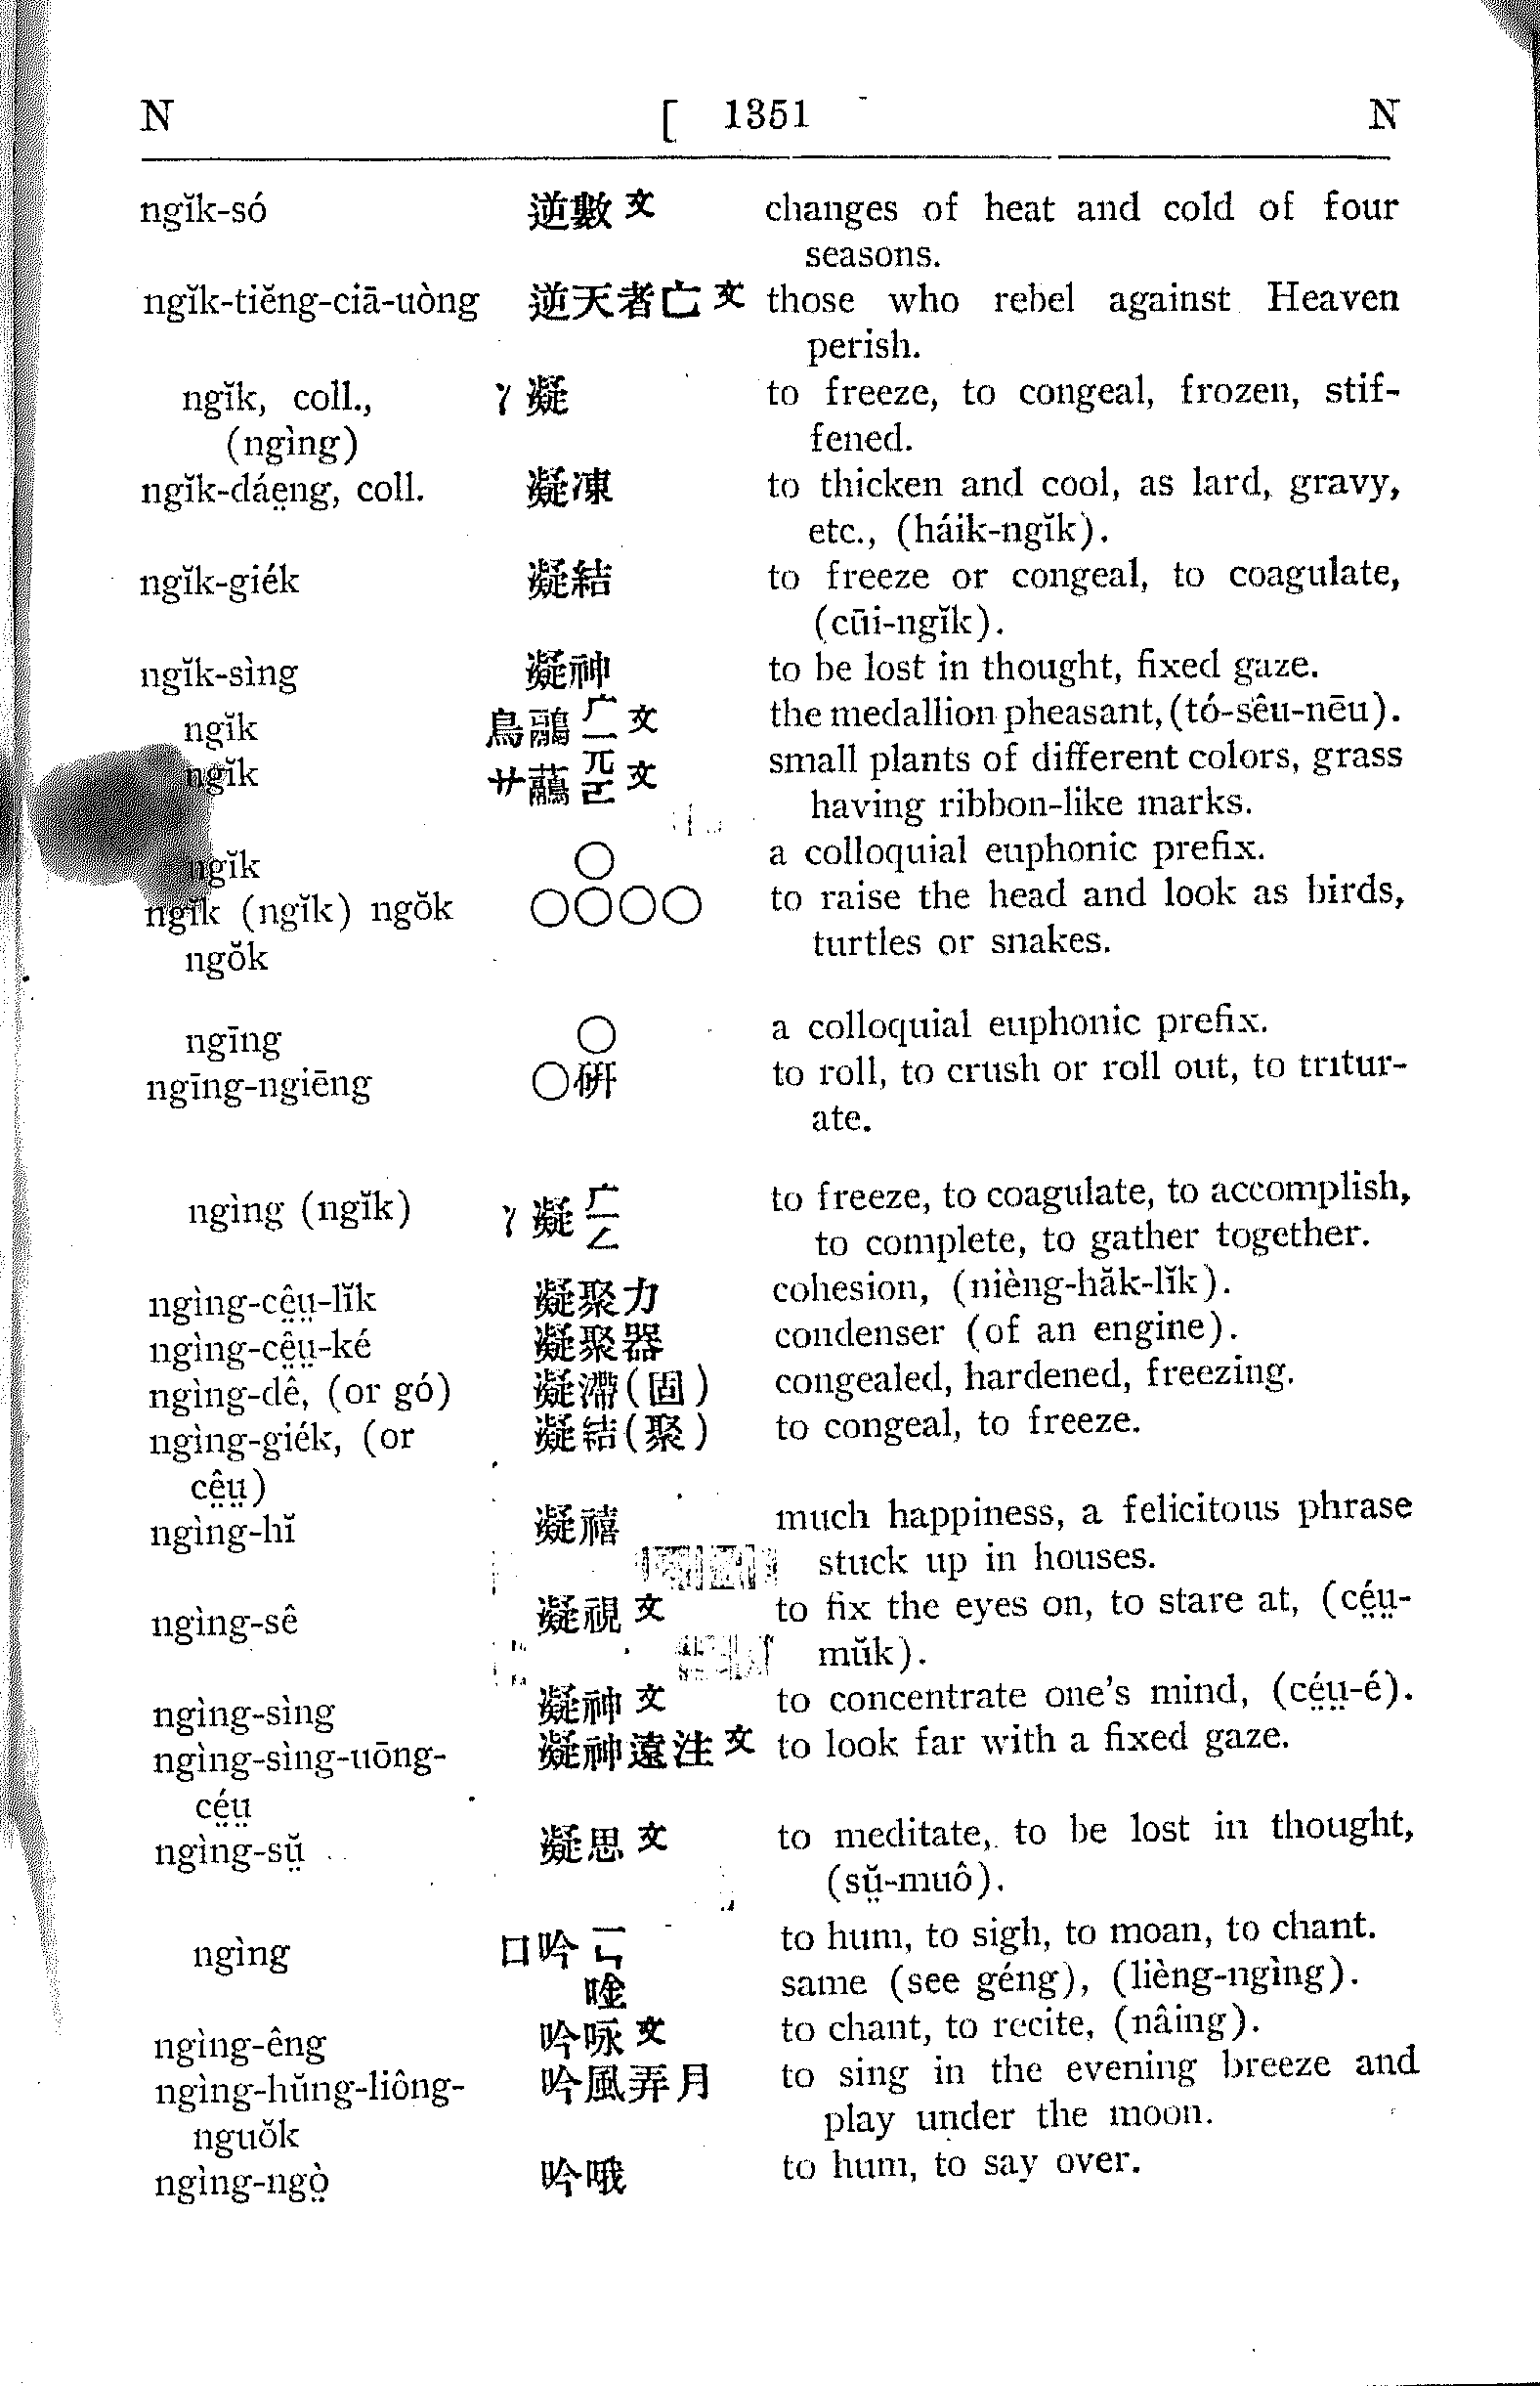 N [ 1351 N
ngĭk-só 逆數文 changes of heat and cold of four
seasons.
ngĭk-tiĕng-ciā-uòng 逆天者亡文 those who rebel against Heaven
perish.
ngĭk, coll., 冫凝 to freeze, to congeal, frozen, stif-
(ngìng) fened.
ngĭk-dáe̤ng, coll. 凝凍 to thicken and cool, as lard, gravy,
etc., (háik-ngĭk).
ngĭk-giék 凝結 to freeze or congeal, to coagulate,
(cūi-ngĭk).
ngĭk-sìng 凝神 to be lost in thought, fixed gaze.
ngĭk 鳥鷊 文 the medallion pheasant, (tó-sêu-nēu).
ngĭk 艹虉 文 small plants of different colors, grass
having ribbon-like marks.
ngĭk ○ a colloquial euphonic prefix.
ngĭk (ngĭk) ngŏk ○○○○ to raise the head and look as birds,
ngŏk turtles or snakes.
ngīng ○ a colloquial euphonic prefix.
ngīng-ngiēng ○研 to roll, to crush or roll out, to tritur-
ate.
ngìng (ngĭk) 冫凝 to freeze, to coagulate, to accomplish,
to complete, to gather together.
ngìng-cê̤ṳ-lĭk 凝聚力 cohesion, (nièng-hăk-lĭk).
ngìng-cê̤ṳ-ké 凝聚器 condenser (of an engine).
ngìng-dê, (or gó) 凝滯(固) congealed, hardened, freezing.
ngìng-giék, (or 凝結(聚) to congeal, to freeze.
cê̤ṳ)
ngìng-hĭ 凝禧 much happiness, a felicitous phrase
stuck up in houses.
ngìng-sê 凝視文 to fix the eyes on, to stare at, (cé̤ṳ-
mŭk).
ngìng-sìng 凝神文 to concentrate one's mind, (cé̤ṳ-é).
ngìng-sìng-uōng- 凝神遠注文 to look far with a fixed gaze.
cé̤ṳ
ngìng-sṳ̆ 凝思文 to meditate, to be lost in thought,
(sṳ̆-muô).
ngìng 口吟 to hum, to sigh, to moan, to chant.
唫 same (see géng), (lièng-ngìng).
ngìng-êng 吟咏文 to chant, to recite, (nâing).
ngìng-hŭng-liông- 吟風弄月 to sing in the evening breeze and
nguŏk play under the moon.
ngìng-ngò̤ 吟哦 to hum, to say over.